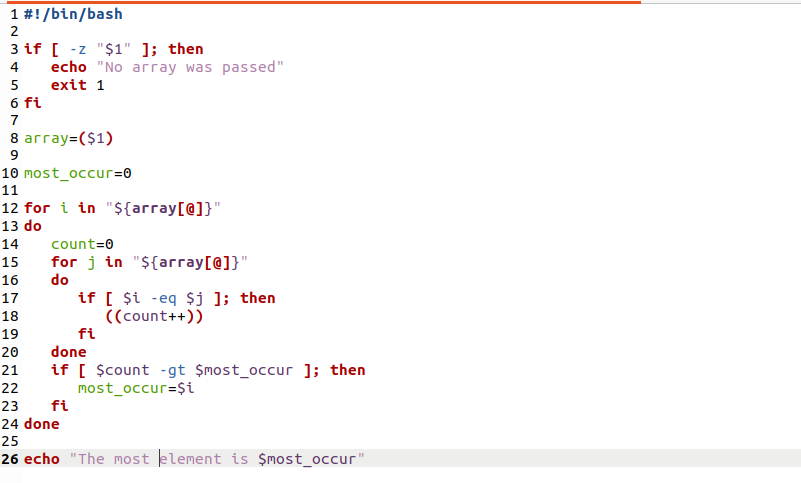 1 #!/bin/bash
2
3 if [ -z "$1" ]; then
4    echo "No array was passed"
5    exit 1
6 fi
7
8 array=($1)
9
10 most_occur=0
11
12 for i in "${array[@]}"
13 do
14    count=0
15    for j in "${array[@]}"
16    do
17       if [ $i -eq $j ]; then
18          ((count++))
19       fi
20    done
21    if [ $count -gt $most_occur ]; then
22       most_occur=$i
23    fi
24 done
25
26 echo "The most element is $most_occur"